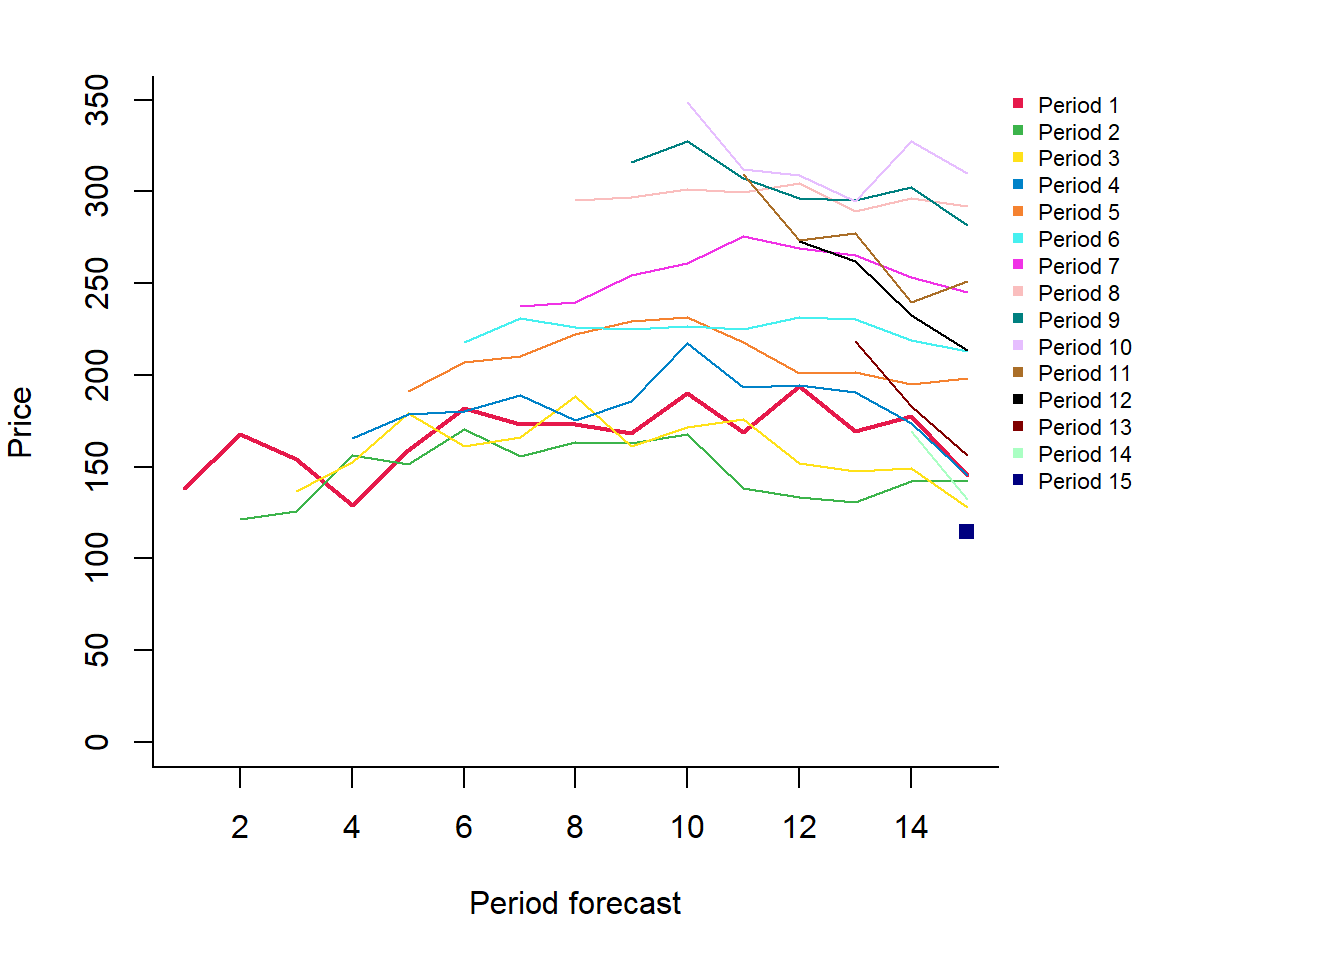 350
300
250
200
150
100
50
0
Price
2 4 6 8 10 12 14
Period forecast
Period 1
Period 2
Period 3
Period 4
Period 5
Period 6
Period 7
Period 8
Period 9
Period 10
Period 11
Period 12
Period 13
Period 14
Period 15